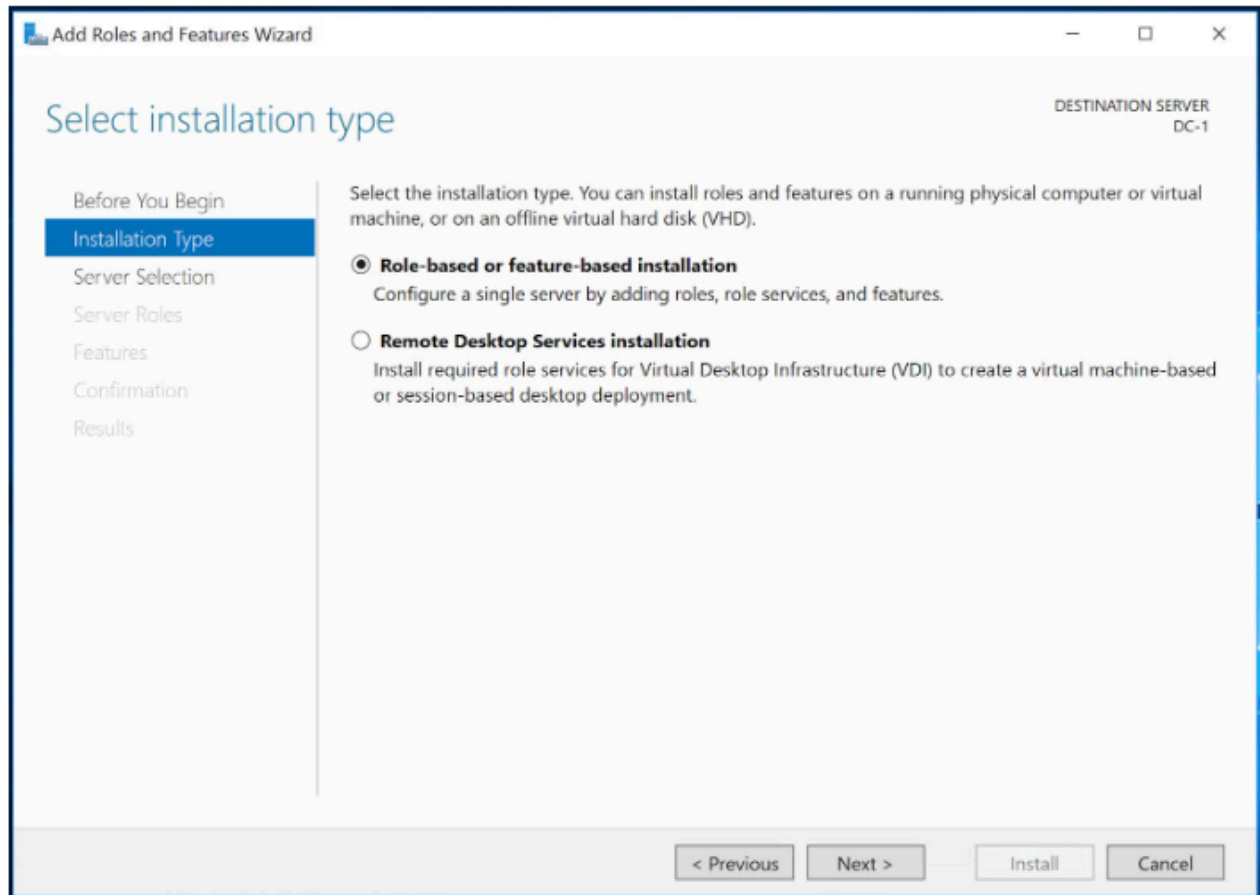 Add Roles and Features Wizard
Select installation type
DESTINATION SERVER
DC-1
Before You Begin
Installation Type
Server Selection
Server Roles
Features
Confirmation
Results
Select the installation type. You can install roles and features on a running physical computer or virtual
machine, or on an offline virtual hard disk (VHD).
Role-based or feature-based installation
Configure a single server by adding roles, role services, and features.
Remote Desktop Services installation
Install required role services for Virtual Desktop Infrastructure (VDI) to create a virtual machine-based
or session-based desktop deployment.
< Previous
Next >
Install
Cancel